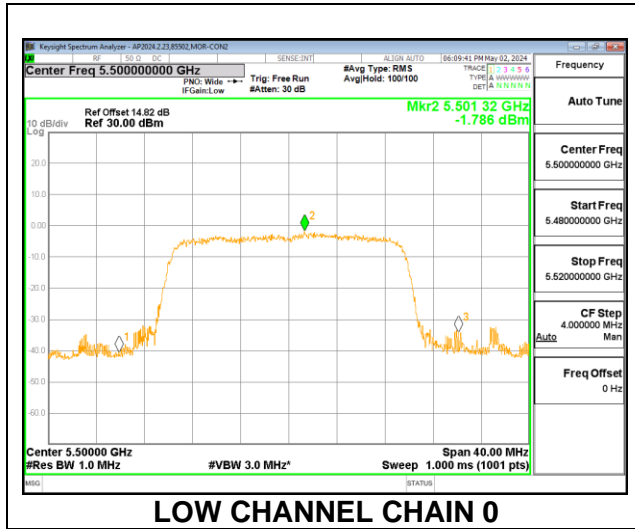 Keysight Spectrum Analyzer - AP2024.2.23,85502,MOR-CON2
RF 50 Ω DC SENSE:INT ALIGN AUTO 06:09:41 PM May 02, 2024
Center Freq 5.500000000 GHz #Avg Type: RMS TRACE 1 2 3 4 5 6 Frequency
PNO: Wide Trig: Free Run Avg|Hold: 100/100 TYPE A WWWWW
IFGain:Low #Atten: 30 dB DET A N N N N N
Auto Tune
Mkr2 5.501 32 GHz
Ref Offset 14.82 dB
10 dB/div Ref 30.00 dBm -1.786 dBm
Log
20.0
Center Freq
5.500000000 GHz
10.0
Start Freq
5.480000000 GHz
0.00
2
Stop Freq
5.520000000 GHz
-10.0
-20.0
CF Step
4.000000 MHz
Auto Man
-30.0
1
3
-40.0
Freq Offset
0 Hz
-50.0
-60.0
Center 5.50000 GHz Span 40.00 MHz
#Res BW 1.0 MHz #VBW 3.0 MHz* Sweep 1.000 ms (1001 pts)
MSG STATUS
LOW CHANNEL CHAIN 0